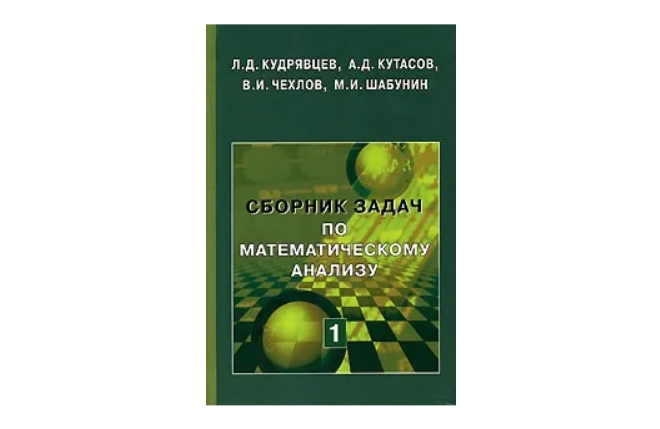 Л.Д. КУДРЯВЦЕВ, А.Д. КУТАСОВ,
В.И. ЧЕХЛОВ, М.И. ШАБУНИН
СБОРНИК ЗАДАЧ
ПО
МАТЕМАТИЧЕСКОМУ
АНАЛИЗУ
1